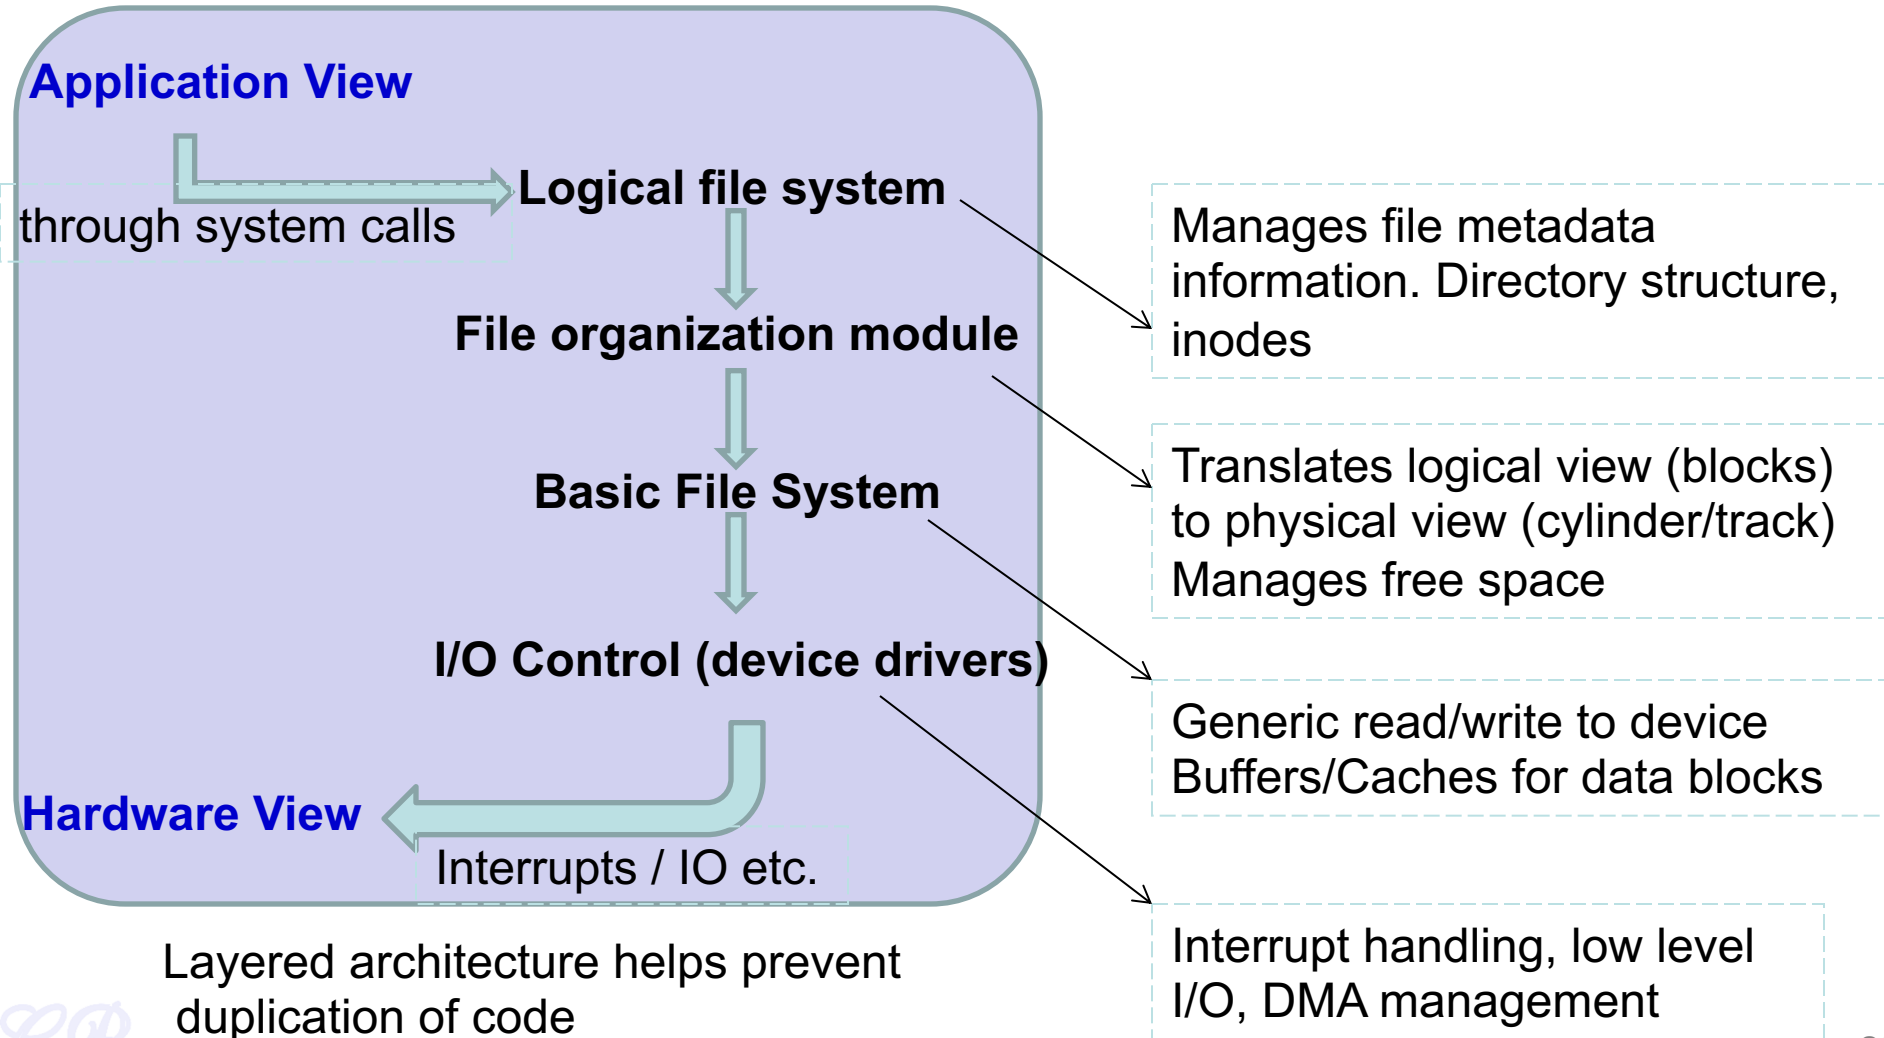 Application View
through system calls
Logical file system
File organization module
Basic File System
I/O Control (device drivers)
Hardware View
Interrupts / IO etc.
Layered architecture helps prevent
duplication of code
Manages file metadata
information. Directory structure,
inodes
Translates logical view (blocks)
to physical view (cylinder/track)
Manages free space
Generic read/write to device
Buffers/Caches for data blocks
Interrupt handling, low level
I/O, DMA management